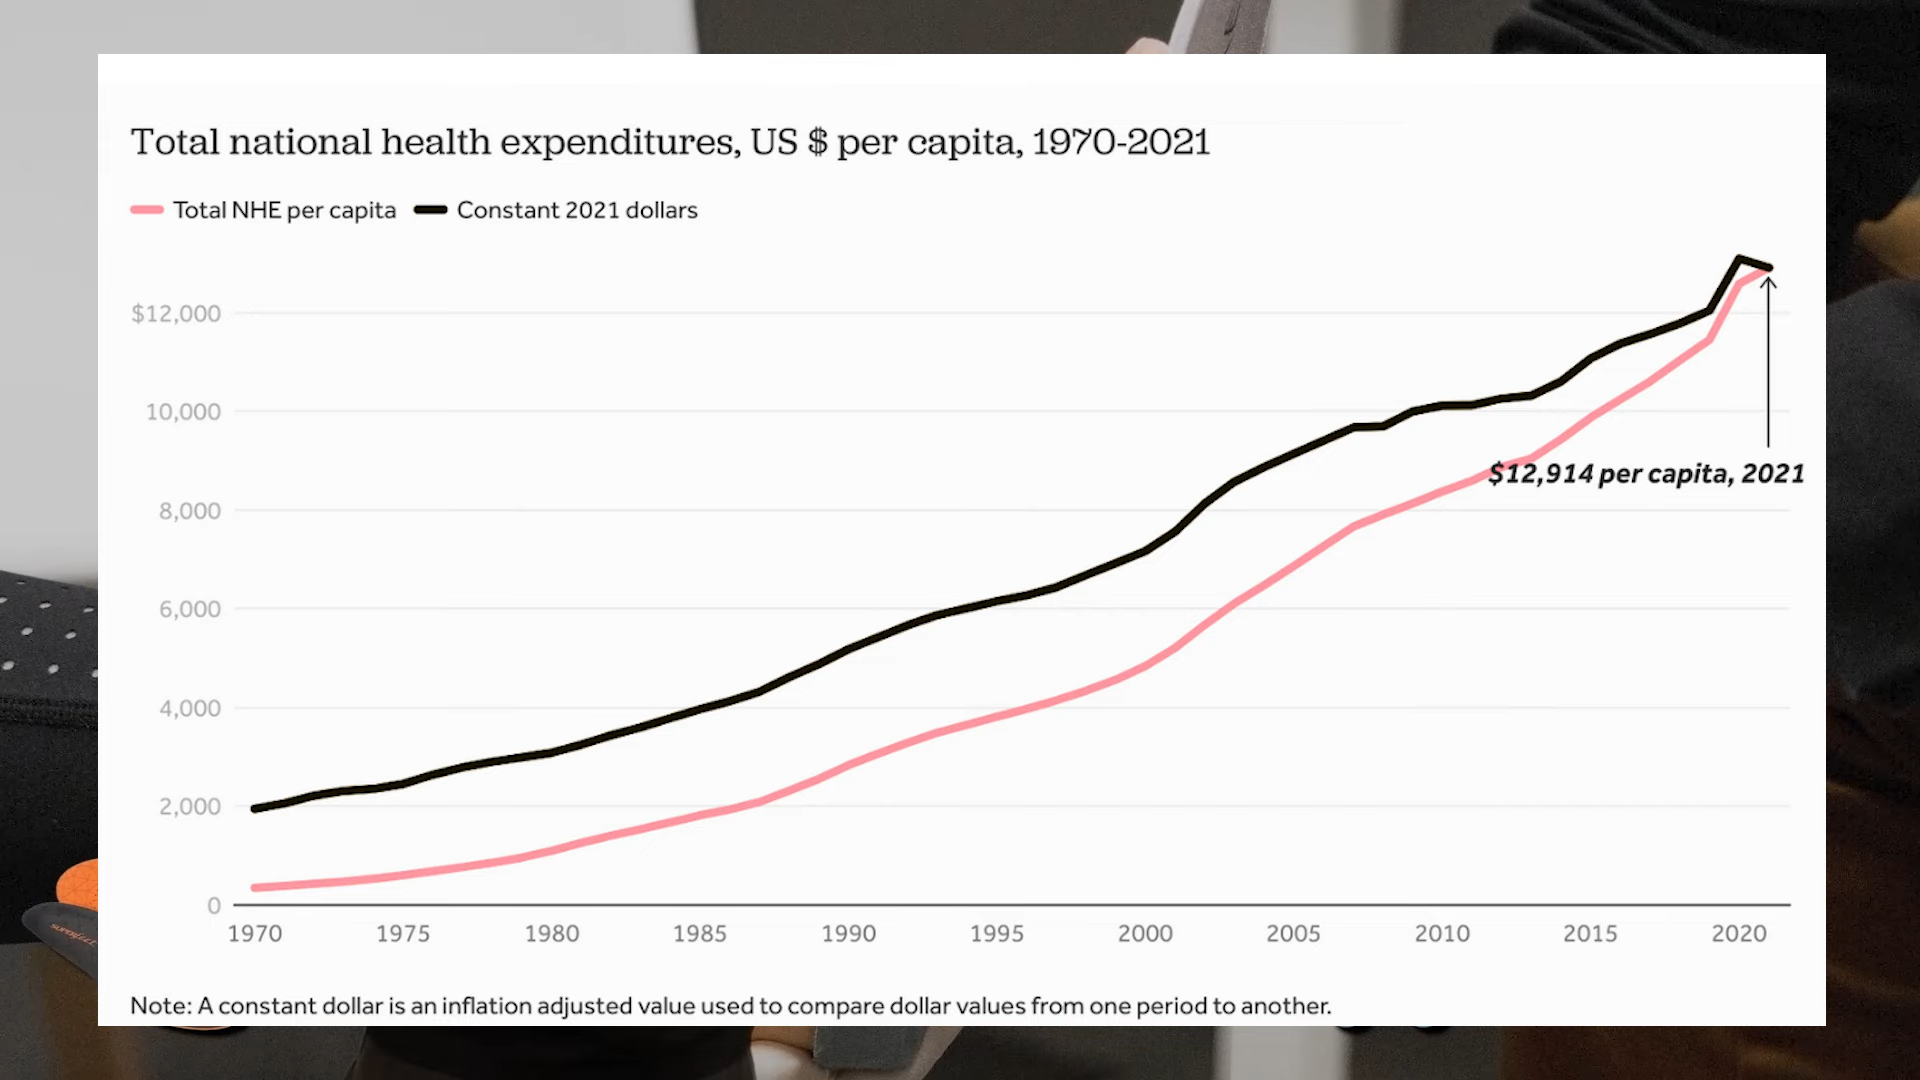 Total national health expenditures, US $ per capita, 1970-2021
Total NHE per capita Constant 2021 dollars
$12,000
10,000
$12,914 per capita, 2021
8,000
6,000
4,000
2,000
0
1970 1975 1980 1985 1990 1995 2000 2005 2010 2015 2020
Note: A constant dollar is an inflation adjusted value used to compare dollar values from one period to another.